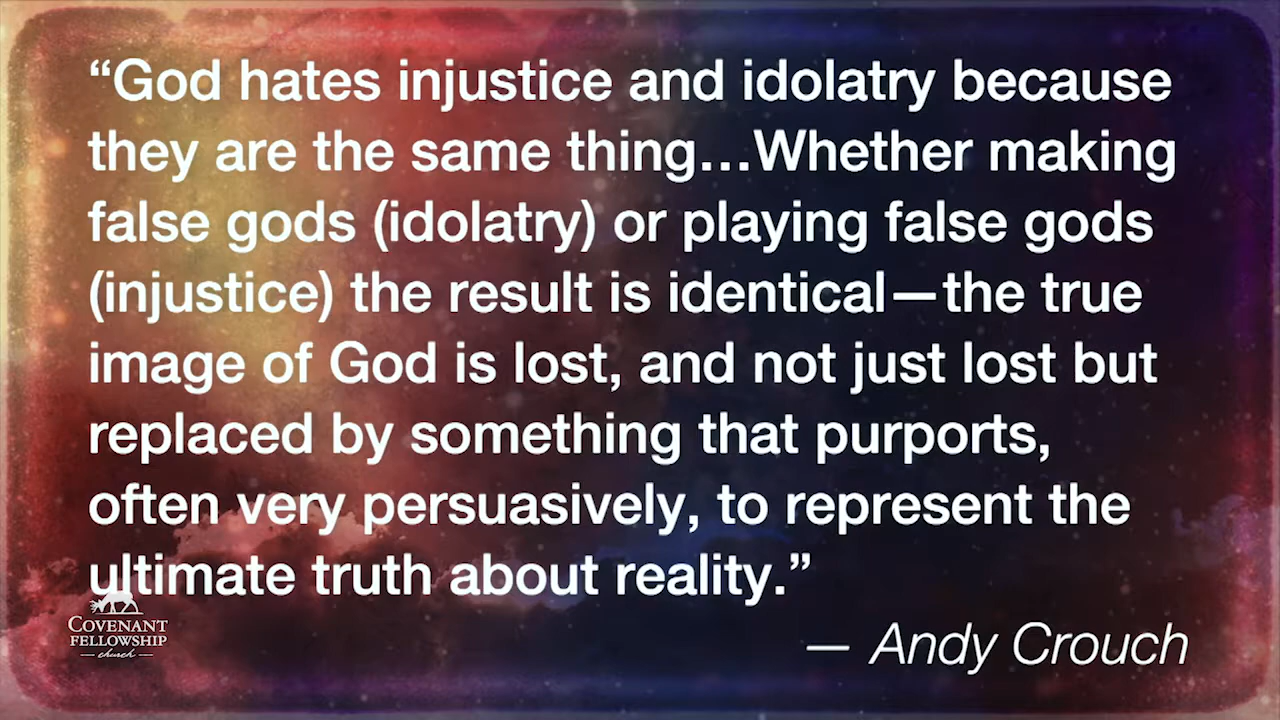 “God hates injustice and idolatry because
they are the same thing...Whether making
false gods (idolatry) or playing false gods
(injustice) the result is identical—the true
image of God is lost, and not just lost but
replaced by something that purports,
often very persuasively, to represent the
ultimate truth about reality.”
— Andy Crouch
COVENANT
FELLOWSHIP
church